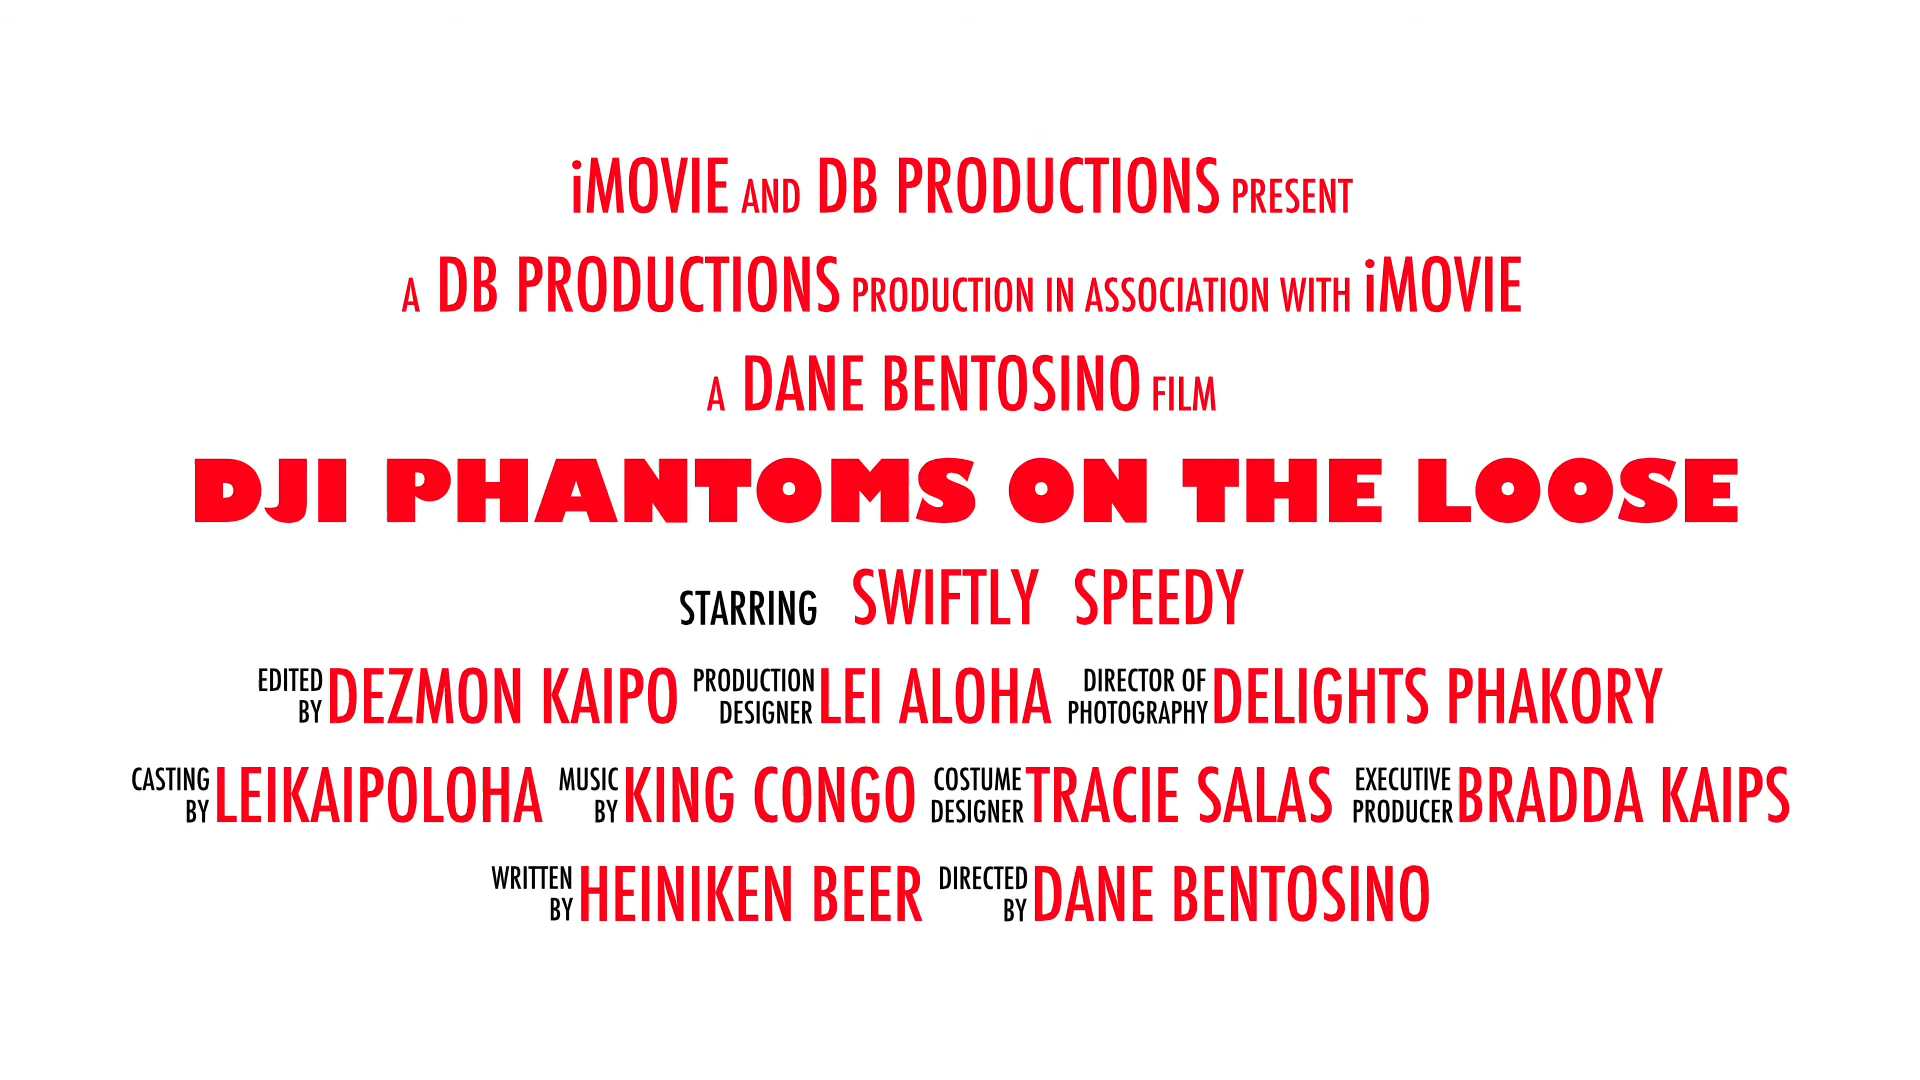 iMOVIE AND DB PRODUCTIONS PRESENT
A DB PRODUCTIONS PRODUCTION IN ASSOCIATION WITH iMOVIE
A DANE BENTOSINO FILM
DJI PHANTOMS ON THE LOOSE
STARRING SWIFTLY SPEEDY
EDITED BY DEZMON KAIPO PRODUCTION DESIGNER LEI ALOHA DIRECTOR OF PHOTOGRAPHY DELIGHTS PHAKORY
CASTING BY LEIKAIPOLOHA MUSIC BY KING CONGO COSTUME DESIGNER TRACIE SALAS EXECUTIVE PRODUCER BRADDA KAIPS
WRITTEN BY HEINIKEN BEER DIRECTED BY DANE BENTOSINO